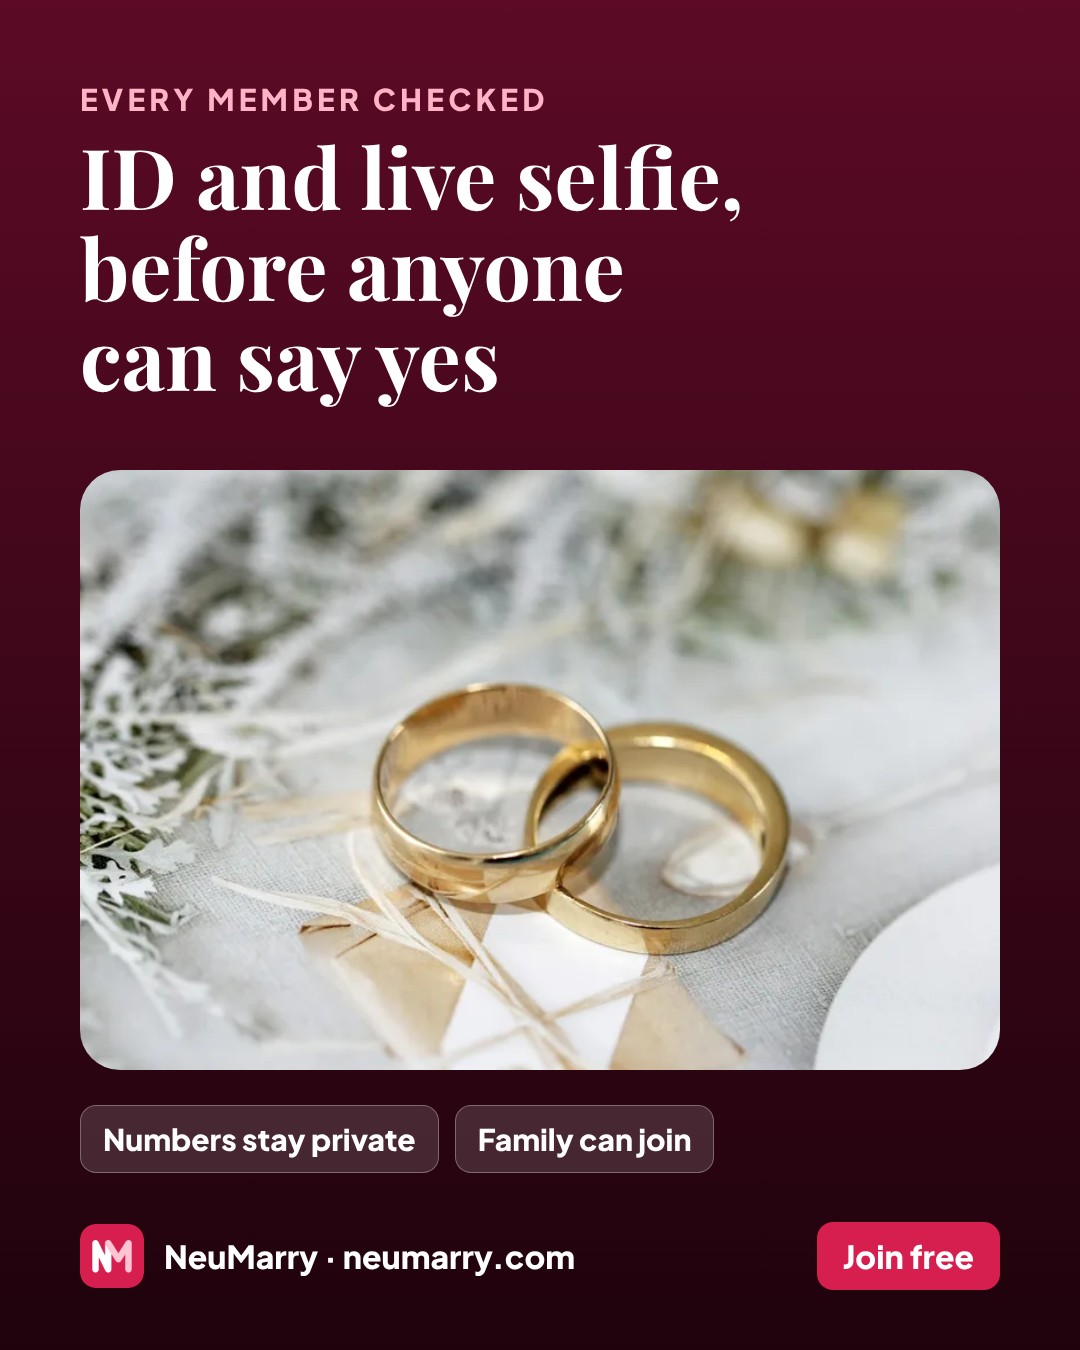 EVERY MEMBER CHECKED
ID and live selfie,
before anyone
can say yes
Numbers stay private
Family can join
NM
NeuMarry · neumarry.com
Join free